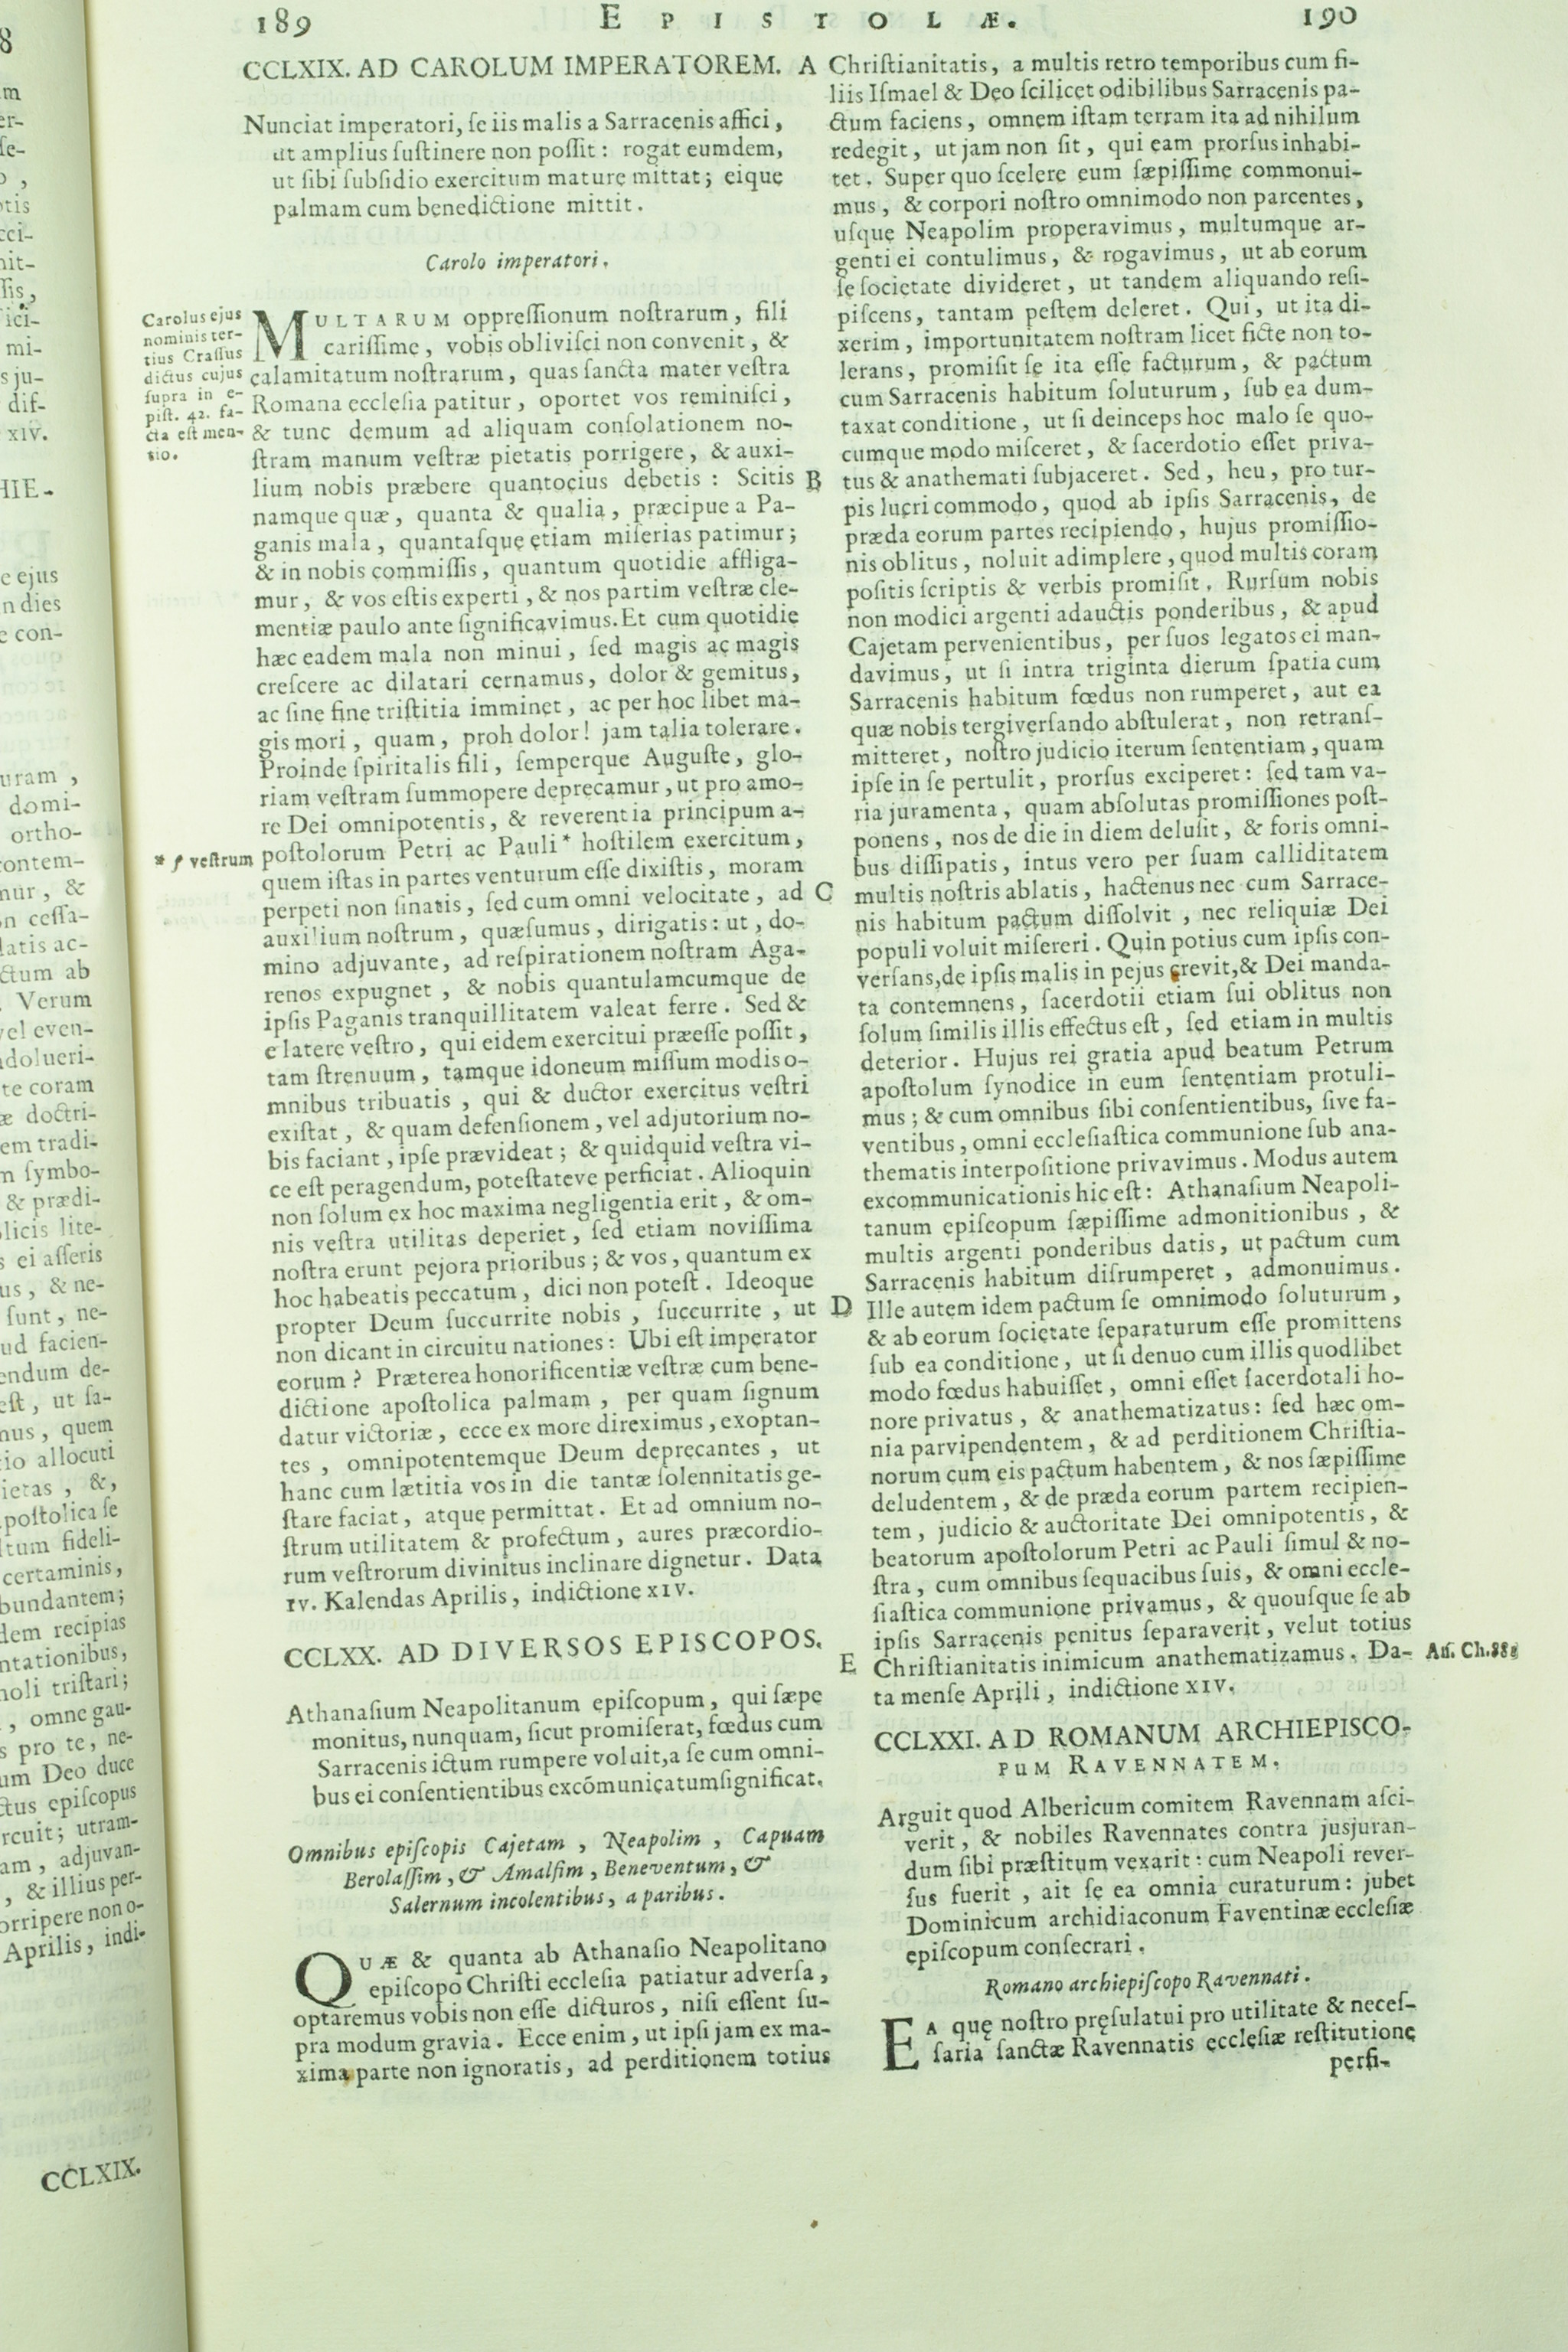 189 EPISTOLÆ. 190
CCLXIX. AD CAROLUM IMPERATOREM.
Nunciat imperatori, ſe iis malis a Sarracenis affici,
ut amplius ſuſtinere non poſſit: rogat eumdem,
ut ſibi ſubſidio exercitum mature mittat; eique
palmam cum benedictione mittit.
Carolo imperatori.
Carolus ejus
nominis ter-
tius Craſſus
dictus cujus
ſupra in e-
piſt. 42. fa-
cta eſt men-
tio.
MULTARUM oppreſſionum noſtrarum, fili
cariſſime, vobis obliviſci non convenit, &
calamitatum noſtrarum, quas ſancta mater veſtra
Romana eccleſia patitur, oportet vos reminiſci,
& tunc demum ad aliquam conſolationem no-
ſtram manum veſtræ pietatis porrigere, & auxi-
lium nobis præbere quantocius debetis: Scitis
namque quæ, quanta & qualia, præcipue a Pa-
ganis mala, quantaſque etiam miſerias patimur;
& in nobis commiſſis, quantum quotidie affliga-
mur, & vos eſtis experti, & nos partim veſtræ cle-
mentiæ paulo ante ſignificavimus. Et cum quotidie
hæc eadem mala non minui, ſed magis ac magis
creſcere ac dilatari cernamus, dolor & gemitus,
ac ſine fine triſtitia imminet, ac per hoc libet ma-
gis mori, quam, proh dolor! jam talia tolerare.
Proinde ſpiritalis fili, ſemperque Auguſte, glo-
riam veſtram ſummopere deprecamur, ut pro amo-
re Dei omnipotentis, & reverentia principum a-
poſtolorum Petri ac Pauli * hoſtilem exercitum,
* f veſtrum
quem iſtas in partes venturum eſſe dixiſtis, moram
perpeti non ſinatis, ſed cum omni velocitate, ad
auxilium noſtrum, quæſumus, dirigatis: ut, do-
mino adjuvante, ad reſpirationem noſtram Aga-
renos expugnet, & nobis quantulamcumque de
ipſis Paganis tranquillitatem valeat ferre. Sed &
e latere veſtro, qui eidem exercitui præeſſe poſſit,
tam ſtrenuum, tamque idoneum miſſum modis o-
mnibus tribuatis, qui & ductor exercitus veſtri
exiſtat, & quam defenſionem, vel adjutorium no-
bis faciant, ipſe prævideat; & quidquid veſtra vi-
ce eſt peragendum, poteſtateve perficiat. Alioquin
non ſolum ex hoc maxima negligentia erit, & om-
nis veſtra utilitas deperiet, ſed etiam noviſſima
noſtra erunt pejora prioribus; & vos, quantum ex
hoc habeatis peccatum, dici non poteſt. Ideoque
propter Deum ſuccurrite nobis, ſuccurrite, ut
non dicant in circuitu nationes: Ubi eſt imperator
eorum? Præterea honorificentiæ veſtræ cum bene-
dictione apoſtolica palmam, per quam ſignum
datur victoriæ, ecce ex more direximus, exoptan-
tes, omnipotentemque Deum deprecantes, ut
hanc cum lætitia vos in die tantæ ſolennitatis ge-
ſtare faciat, atque permittat. Et ad omnium no-
ſtrum utilitatem & profectum, aures præcordio-
rum veſtrorum divinitus inclinare dignetur. Data
IV. Kalendas Aprilis, indictione XIV.
CCLXX. AD DIVERSOS EPISCOPOS.
Athanaſium Neapolitanum epiſcopum, qui ſæpe
monitus, nunquam, ſicut promiſerat, fœdus cum
Sarracenis ictum rumpere voluit, a ſe cum omni-
bus ei conſentientibus excómunicatum ſignificat.
Omnibus epiſcopis Cajetam, Neapolim, Capuam
Berolaſſim, & Amalfim, Beneventum, &
Salernum incolentibus, a paribus.
QUÆ & quanta ab Athanaſio Neapolitano
epiſcopo Chriſti eccleſia patiatur adverſa,
optaremus vobis non eſſe dicturos, niſi eſſent ſu-
pra modum gravia. Ecce enim, ut ipſi jam ex ma-
xima parte non ignoratis, ad perditionem totius
A
B
C
D
E
Chriſtianitatis, a multis retro temporibus cum fi-
liis Iſmael & Deo ſcilicet odibilibus Sarracenis pa-
ctum faciens, omnem iſtam terram ita ad nihilum
redegit, ut jam non ſit, qui eam prorſus inhabi-
tet. Super quo ſcelere eum ſæpiſſime commonui-
mus, & corpori noſtro omnimodo non parcentes,
uſque Neapolim properavimus, multumque ar-
genti ei contulimus, & rogavimus, ut ab eorum
ſe ſocietate divideret, ut tandem aliquando reſi-
piſcens, tantam peſtem deleret. Qui, ut ita di-
xerim, importunitatem noſtram licet ficte non to-
lerans, promiſit ſe ita eſſe facturum, & pactum
cum Sarracenis habitum ſoluturum, ſub ea dum-
taxat conditione, ut ſi deinceps hoc malo ſe quo-
cumque modo miſceret, & ſacerdotio eſſet priva-
tus & anathemati ſubjaceret. Sed, heu, pro tur-
pis lucri commodo, quod ab ipſis Sarracenis, de
præda eorum partes recipiendo, hujus promiſſio-
nis oblitus, noluit adimplere, quod multis coram
poſitis ſcriptis & verbis promiſit. Rurſum nobis
non modici argenti adauctis ponderibus, & apud
Cajetam pervenientibus, per ſuos legatos ei man-
davimus, ut ſi intra triginta dierum ſpatia cum
Sarracenis habitum fœdus non rumperet, aut ea
quæ nobis tergiverſando abſtulerat, non retranſ-
mitteret, noſtro judicio iterum ſententiam, quam
ipſe in ſe pertulit, prorſus exciperet: ſed tam va-
ria juramenta, quam abſolutas promiſſiones poſt-
ponens, nos de die in diem deluſit, & foris omni-
bus diſſipatis, intus vero per ſuam calliditatem
multis noſtris ablatis, hactenus nec cum Sarrace-
nis habitum pactum diſſolvit, nec reliquiæ Dei
populi voluit miſereri. Quin potius cum ipſis con-
verſans, de ipſis malis in pejus crevit, & Dei manda-
ta contemnens, ſacerdotii etiam ſui oblitus non
ſolum ſimilis illis effectus eſt, ſed etiam in multis
deterior. Hujus rei gratia apud beatum Petrum
apoſtolum ſynodice in eum ſententiam protuli-
mus; & cum omnibus ſibi conſentientibus, ſive fa-
ventibus, omni eccleſiaſtica communione ſub ana-
thematis interpoſitione privavimus. Modus autem
excommunicationis hic eſt: Athanaſium Neapoli-
tanum epiſcopum ſæpiſſime admonitionibus, &
multis argenti ponderibus datis, ut pactum cum
Sarracenis habitum diſrumperet, admonuimus.
Ille autem idem pactum ſe omnimodo ſoluturum,
& ab eorum ſocietate ſeparaturum eſſe promittens
ſub ea conditione, ut ſi denuo cum illis quodlibet
modo fœdus habuiſſet, omni eſſet ſacerdotali ho-
nore privatus, & anathematizatus: ſed hæc om-
nia parvipendentem, & ad perditionem Chriſtia-
norum cum eis pactum habentem, & nos ſæpiſſime
deludentem, & de præda eorum partem recipien-
tem, judicio & auctoritate Dei omnipotentis, &
beatorum apoſtolorum Petri ac Pauli ſimul & no-
ſtra, cum omnibus ſequacibus ſuis, & omni eccle-
ſiaſtica communione privamus, & quouſque ſe ab
ipſis Sarracenis penitus ſeparaverit, velut totius
Chriſtianitatis inimicum anathematizamus. Da-
ta menſe Aprili, indictione XIV.
CCLXXI. AD ROMANUM ARCHIEPISCO-
PUM RAVENNATEM.
Arguit quod Albericum comitem Ravennam aſci-
verit, & nobiles Ravennates contra jusjuran-
dum ſibi præſtitum vexarit: cum Neapoli rever-
ſus fuerit, ait ſe ea omnia curaturum: jubet
Dominicum archidiaconum Faventinæ eccleſiæ
epiſcopum conſecrari.
Romano archiepiſcopo Ravennati.
EA quę noſtro pręſulatui pro utilitate & neceſ-
ſaria ſanctæ Ravennatis eccleſiæ reſtitutione
perfi-
CCLXIX.